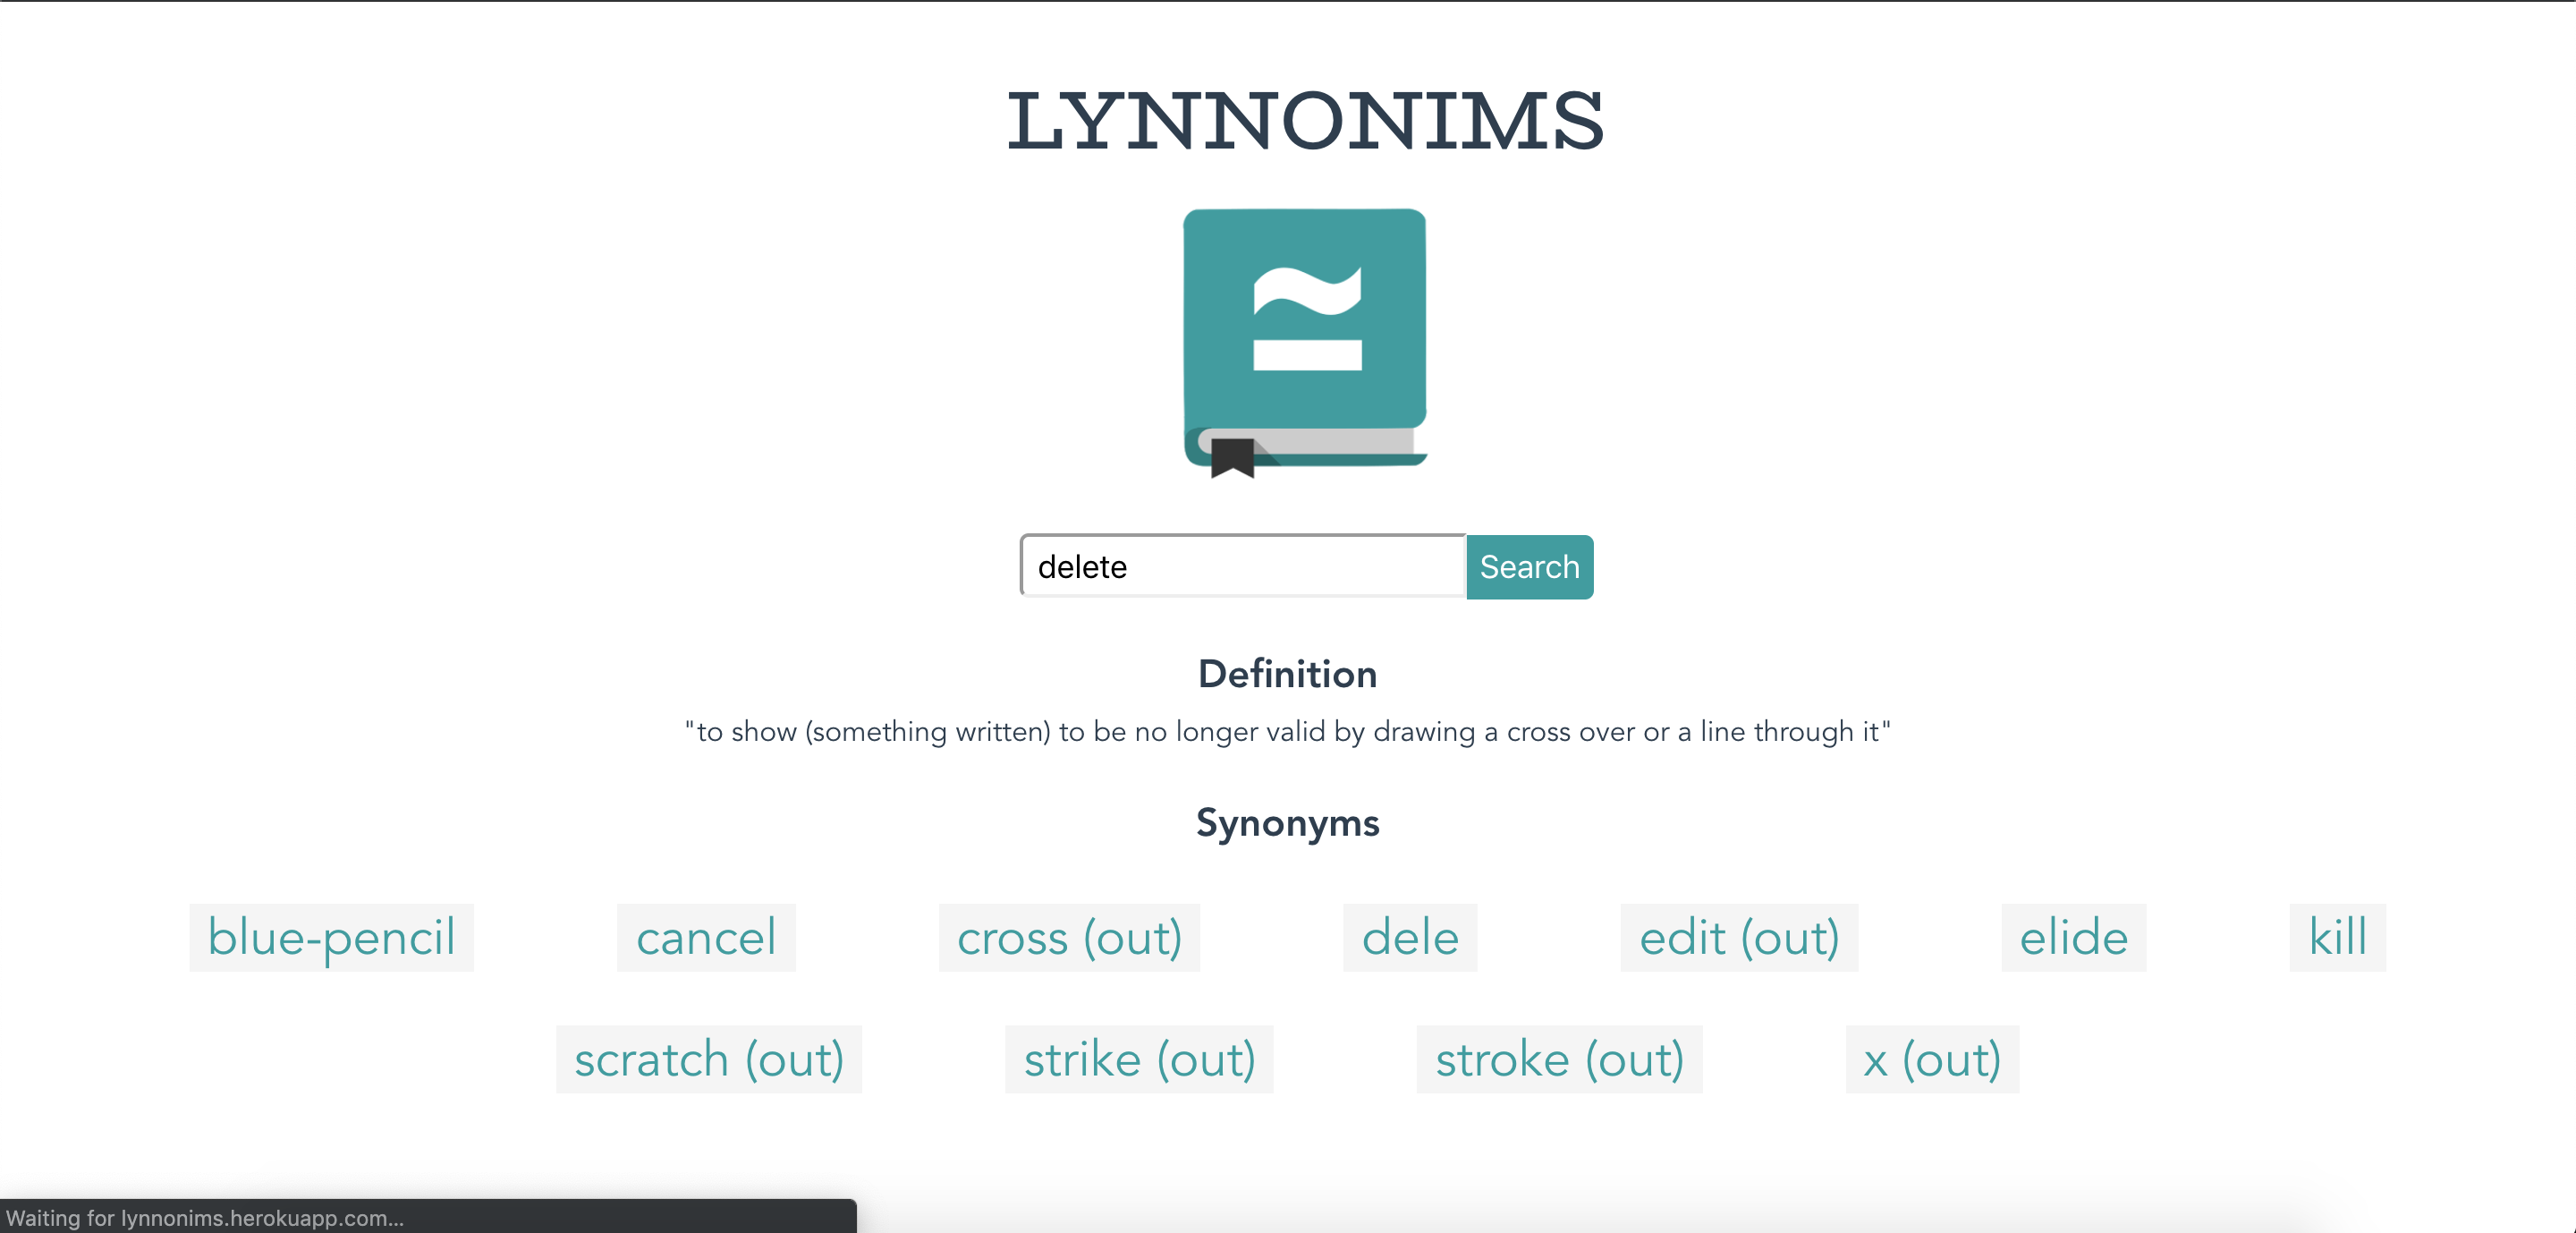 LYNNONIMS
≅
delete Search
Definition
"to show (something written) to be no longer valid by drawing a cross over or a line through it"
Synonyms
blue-pencil cancel cross (out) dele edit (out) elide kill
scratch (out) strike (out) stroke (out) x (out)
Waiting for lynnonims.herokuapp.com...